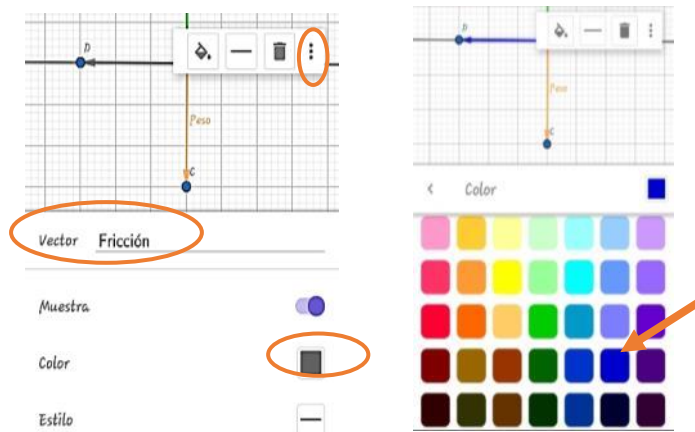 D
Peso
C
Vector Fricción
Muestra
Color
Estilo
D
Peso
C
Color